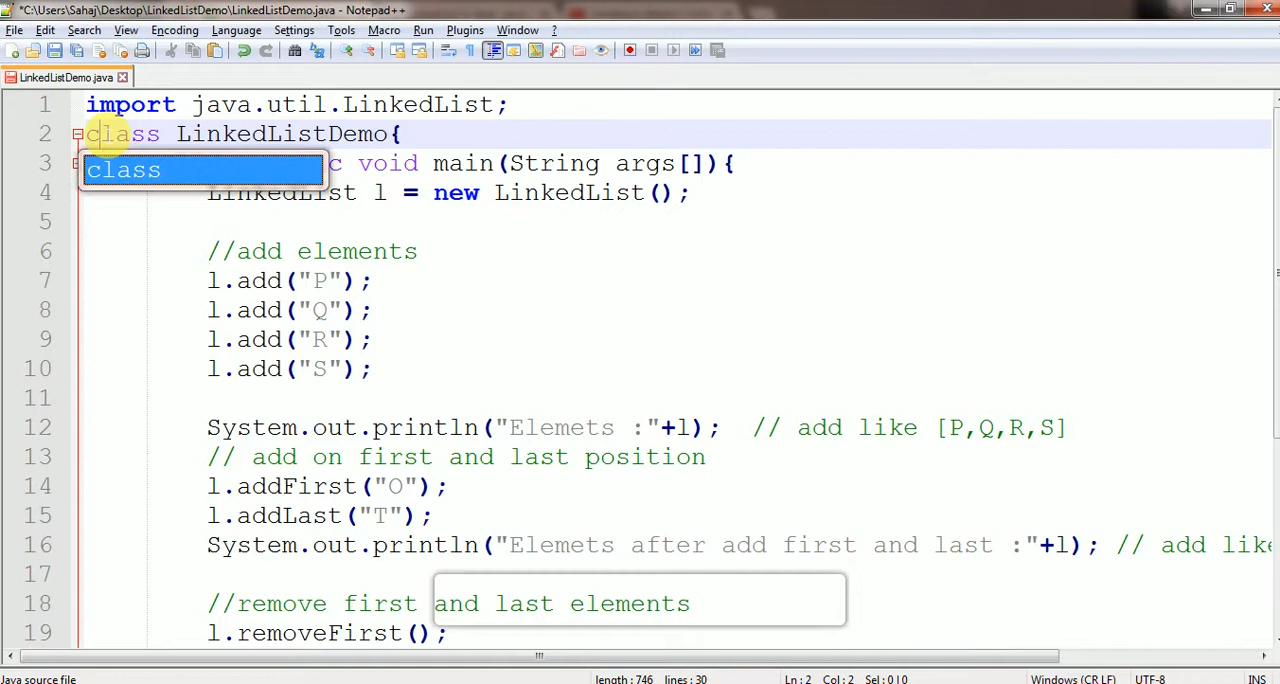 *C:\Users\Sahaj\Desktop\LinkedListDemo\LinkedListDemo.java - Notepad++
File Edit Search View Encoding Language Settings Tools Macro Run Plugins Window ?
LinkedListDemo.java
1 import java.util.LinkedList;
2 class LinkedListDemo{
class
3 c void main(String args[]){
4 LinkedList l = new LinkedList();
5
6 //add elements
7 l.add("P");
8 l.add("Q");
9 l.add("R");
10 l.add("S");
11
12 System.out.println("Elemets :"+l); // add like [P,Q,R,S]
13 // add on first and last position
14 l.addFirst("O");
15 l.addLast("T");
16 System.out.println("Elemets after add first and last :"+l); // add like
17
18 //remove first and last elements
19 l.removeFirst();
Java source file length : 746 lines : 30 Ln : 2 Col : 2 Sel : 0 | 0 Windows (CR LF) UTF-8 INS